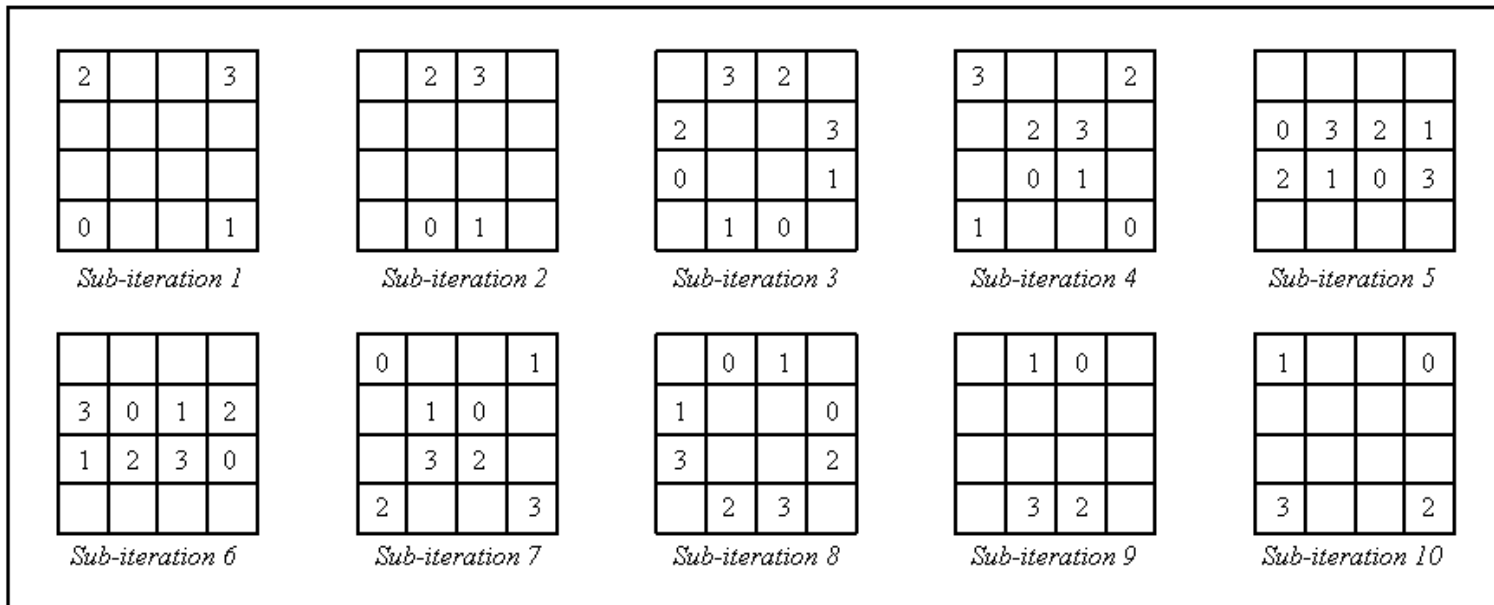 2 3 2 3 3 2 3 2
2 3 2 3 0 3 2 1
0 1 0 1 2 1 0 3
0 1 0 1 1 0 1 0
Sub-iteration 1 Sub-iteration 2 Sub-iteration 3 Sub-iteration 4 Sub-iteration 5
0 1 0 1 1 0 1 0
3 0 1 2 1 0 1 0
1 2 3 0 3 2 3 2
2 3 2 3 3 2 3 2
Sub-iteration 6 Sub-iteration 7 Sub-iteration 8 Sub-iteration 9 Sub-iteration 10